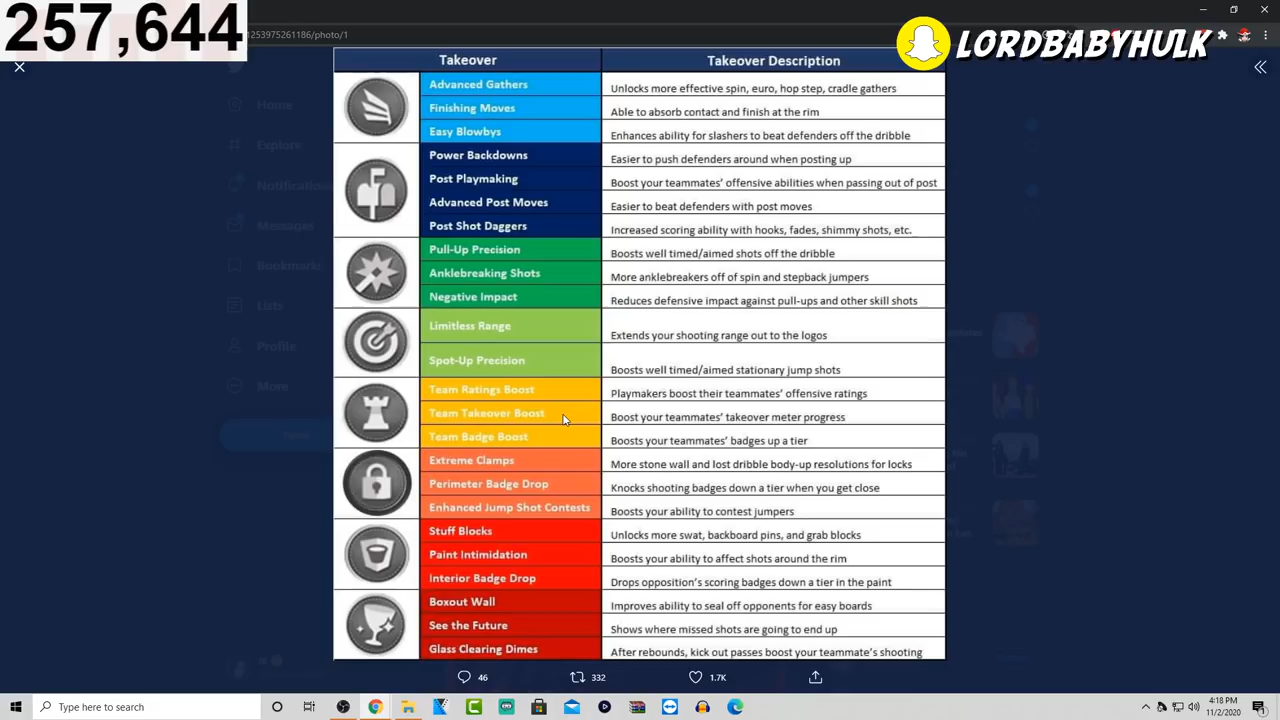 257,644
1253975261186/photo/1
LORDBABYHULK
Takeover
Takeover Description
Advanced Gathers
Unlocks more effective spin, euro, hop step, cradle gathers
Finishing Moves
Able to absorb contact and finish at the rim
Easy Blowbys
Enhances ability for slashers to beat defenders off the dribble
Power Backdowns
Easier to push defenders around when posting up
Post Playmaking
Boost your teammates' offensive abilities when passing out of post
Advanced Post Moves
Easier to beat defenders with post moves
Post Shot Daggers
Increased scoring ability with hooks, fades, shimmy shots, etc.
Pull-Up Precision
Boosts well timed/aimed shots off the dribble
Anklebreaking Shots
More anklebreakers off of spin and stepback jumpers
Negative Impact
Reduces defensive impact against pull-ups and other skill shots
Limitless Range
Extends your shooting range out to the logos
Spot-Up Precision
Boosts well timed/aimed stationary jump shots
Team Ratings Boost
Playmakers boost their teammates' offensive ratings
Team Takeover Boost
Boost your teammates' takeover meter progress
Team Badge Boost
Boosts your teammates' badges up a tier
Extreme Clamps
More stone wall and lost dribble body-up resolutions for locks
Perimeter Badge Drop
Knocks shooting badges down a tier when you get close
Enhanced Jump Shot Contests
Boosts your ability to contest jumpers
Stuff Blocks
Unlocks more swat, backboard pins, and grab blocks
Paint Intimidation
Boosts your ability to affect shots around the rim
Interior Badge Drop
Drops opposition's scoring badges down a tier in the paint
Boxout Wall
Improves ability to seal off opponents for easy boards
See the Future
Shows where missed shots are going to end up
Glass Clearing Dimes
After rebounds, kick out passes boost your teammate's shooting
Home
Explore
Notifications
Messages
Bookmarks
Lists
Profile
More
46
332
1.7K
Type here to search
4:18 PM
11/2/2020